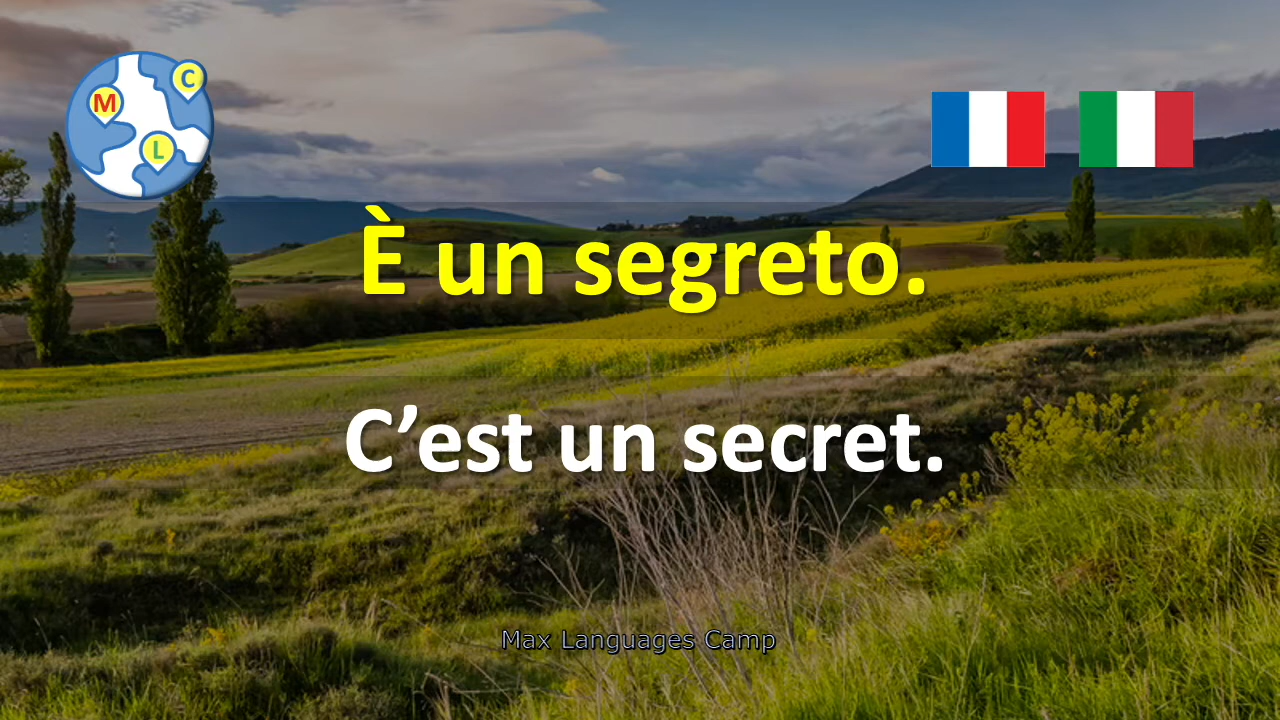 M
C
L
È un segreto.
C’est un secret.
Max Languages Camp